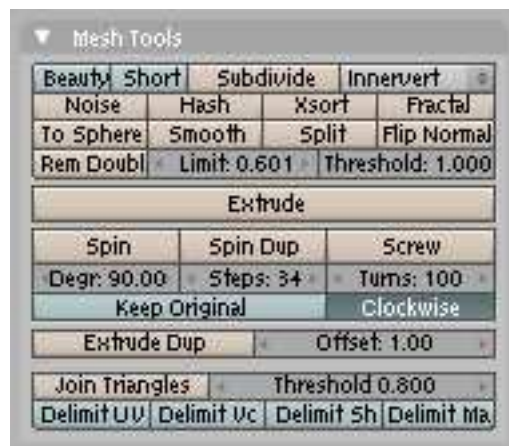 Mesh Tools
Beauty Short Subdivide Innervert
Noise Hash Xsort Fractal
To Sphere Smooth Split Flip Normal
Rem Doubl Limit: 0.601 Threshold: 1.000
Extrude
Spin Spin Dup Screw
Degr: 90.00 Steps: 34 Turns: 100
Keep Original Clockwise
Extrude Dup Offset: 1.00
Join Triangles Threshold 0.800
Delimit UV Delimit Vc Delimit Sh Delimit Ma